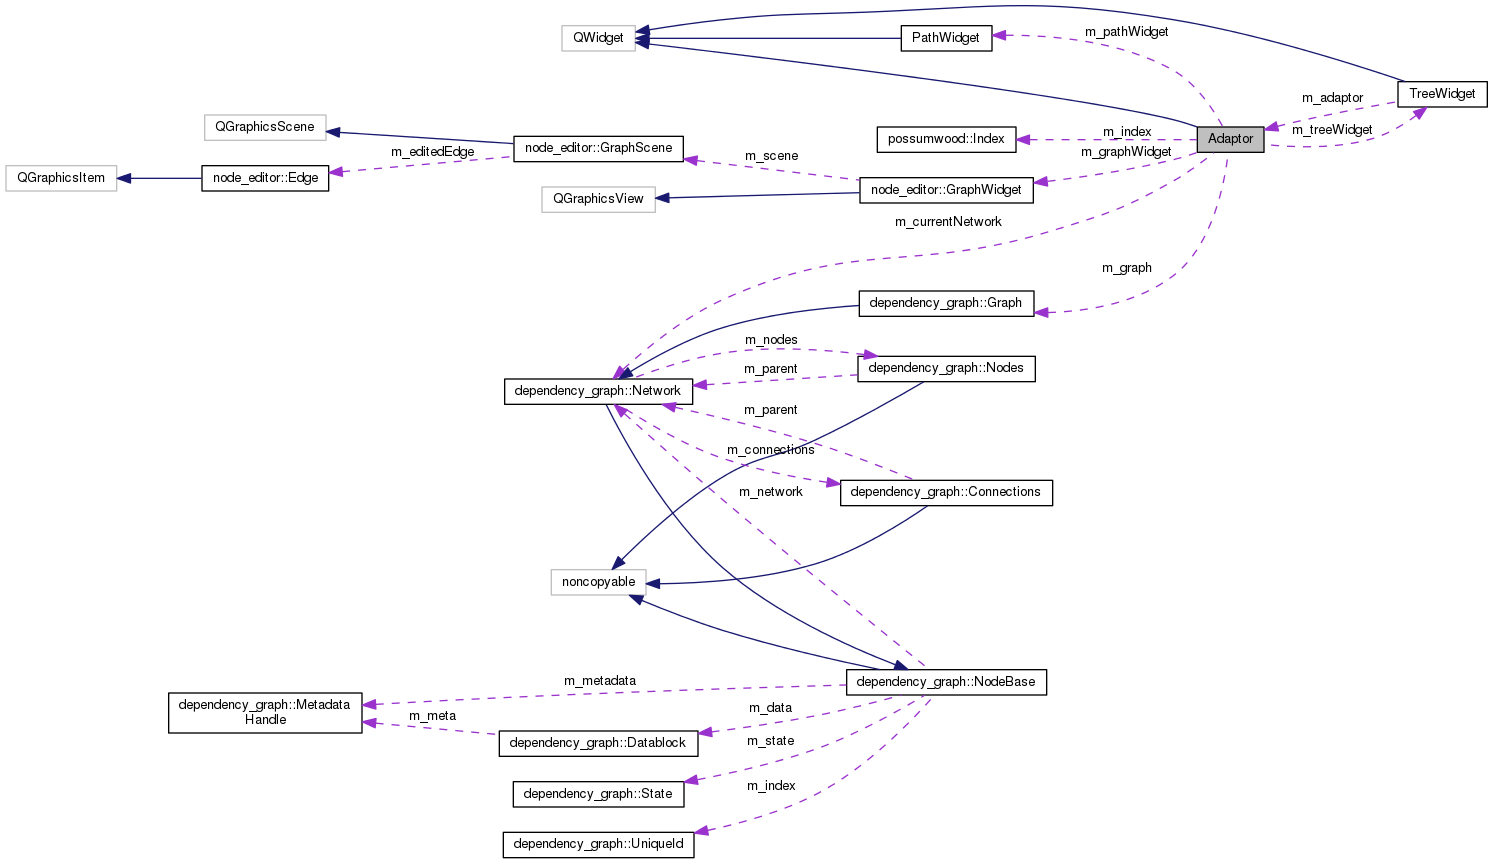 QWidget
PathWidget
m_pathWidget
TreeWidget
m_adaptor
QGraphicsScene
m_index
m_treeWidget
possumwood::Index
Adaptor
node_editor::GraphScene
m_editedEdge
m_scene
m_graphWidget
QGraphicsItem
node_editor::Edge
node_editor::GraphWidget
QGraphicsView
m_currentNetwork
m_graph
dependency_graph::Graph
m_nodes
m_parent
dependency_graph::Nodes
dependency_graph::Network
m_parent
m_connections
m_network
dependency_graph::Connections
noncopyable
m_metadata
dependency_graph::NodeBase
dependency_graph::Metadata
Handle
m_meta
m_data
dependency_graph::Datablock
m_state
m_index
dependency_graph::State
dependency_graph::UniqueId